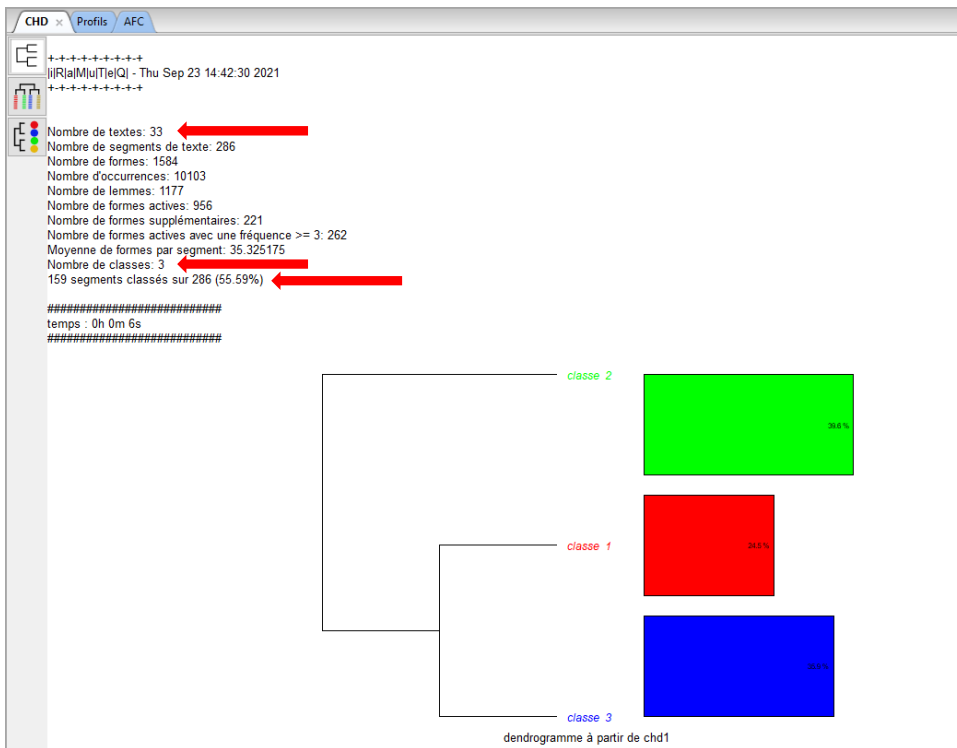 CHD × Profils AFC
+-+-+-+-+-+-+-+-+-+
|i|R|a|M|u|T|e|Q| - Thu Sep 23 14:42:30 2021
+-+-+-+-+-+-+-+-+-+
Nombre de textes: 33
Nombre de segments de texte: 286
Nombre de formes: 1584
Nombre d'occurrences: 10103
Nombre de lemmes: 1177
Nombre de formes actives: 956
Nombre de formes supplémentaires: 221
Nombre de formes actives avec une fréquence >= 3: 262
Moyenne de formes par segment: 35.325175
Nombre de classes: 3
159 segments classés sur 286 (55.59%)
###########################
temps : 0h 0m 6s
###########################
classe 2
39.6 %
classe 1
24.5 %
classe 3
dendrogramme à partir de chd1